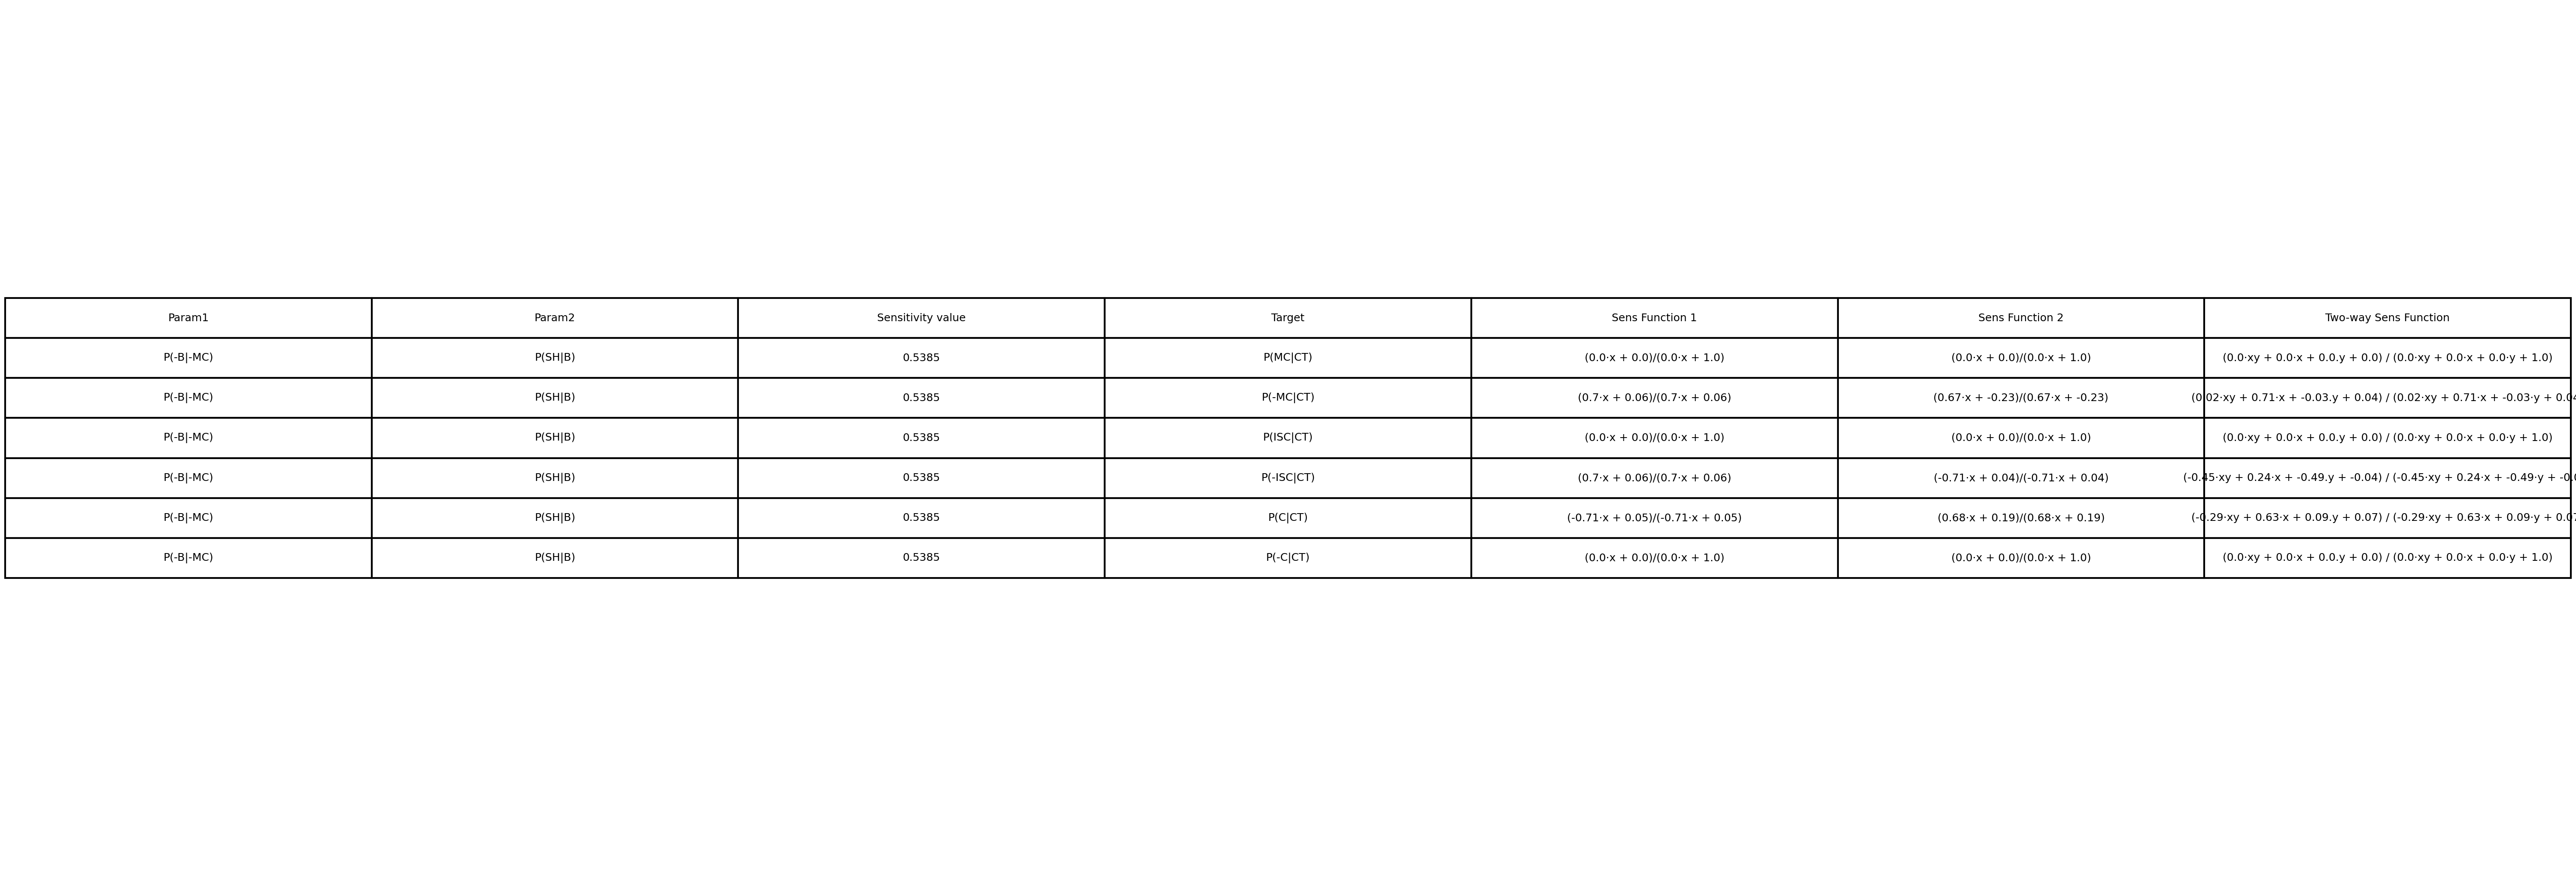 Param1 Param2 Sensitivity value Target Sens Function 1 Sens Function 2 Two-way Sens Function
P(-B|-MC) P(SH|B) 0.5385 P(MC|CT) (0.0·x + 0.0)/(0.0·x + 1.0) (0.0·x + 0.0)/(0.0·x + 1.0) (0.0·xy + 0.0·x + 0.0.y + 0.0) / (0.0·xy + 0.0·x + 0.0·y + 1.0)
P(-B|-MC) P(SH|B) 0.5385 P(-MC|CT) (0.7·x + 0.06)/(0.7·x + 0.06) (0.67·x + -0.23)/(0.67·x + -0.23) (0.02·xy + 0.71·x + -0.03.y + 0.04) / (0.02·xy + 0.71·x + -0.03·y + 0.04
P(-B|-MC) P(SH|B) 0.5385 P(ISC|CT) (0.0·x + 0.0)/(0.0·x + 1.0) (0.0·x + 0.0)/(0.0·x + 1.0) (0.0·xy + 0.0·x + 0.0.y + 0.0) / (0.0·xy + 0.0·x + 0.0·y + 1.0)
P(-B|-MC) P(SH|B) 0.5385 P(-ISC|CT) (0.7·x + 0.06)/(0.7·x + 0.06) (-0.71·x + 0.04)/(-0.71·x + 0.04) (-0.45·xy + 0.24·x + -0.49.y + -0.04) / (-0.45·xy + 0.24·x + -0.49·y +
P(-B|-MC) P(SH|B) 0.5385 P(C|CT) (-0.71·x + 0.05)/(-0.71·x + 0.05) (0.68·x + 0.19)/(0.68·x + 0.19) (-0.29·xy + 0.63·x + 0.09.y + 0.07) / (-0.29·xy + 0.63·x + 0.09·y + 0.07
P(-B|-MC) P(SH|B) 0.5385 P(-C|CT) (0.0·x + 0.0)/(0.0·x + 1.0) (0.0·x + 0.0)/(0.0·x + 1.0) (0.0·xy + 0.0·x + 0.0.y + 0.0) / (0.0·xy + 0.0·x + 0.0·y + 1.0)